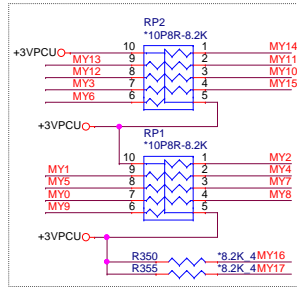 RP2
*10P8R-8.2K
+3VPCU 10 1 MY14
MY13 9 2 MY11
MY12 8 3 MY10
MY3 7 4 MY15
MY6 6 5
+3VPCU
RP1
*10P8R-8.2K
10 1 MY2
MY1 9 2 MY4
MY5 8 3 MY7
MY0 7 4 MY8
MY9 6 5
+3VPCU
R350 *8.2K_4 MY16
R355 *8.2K_4 MY17